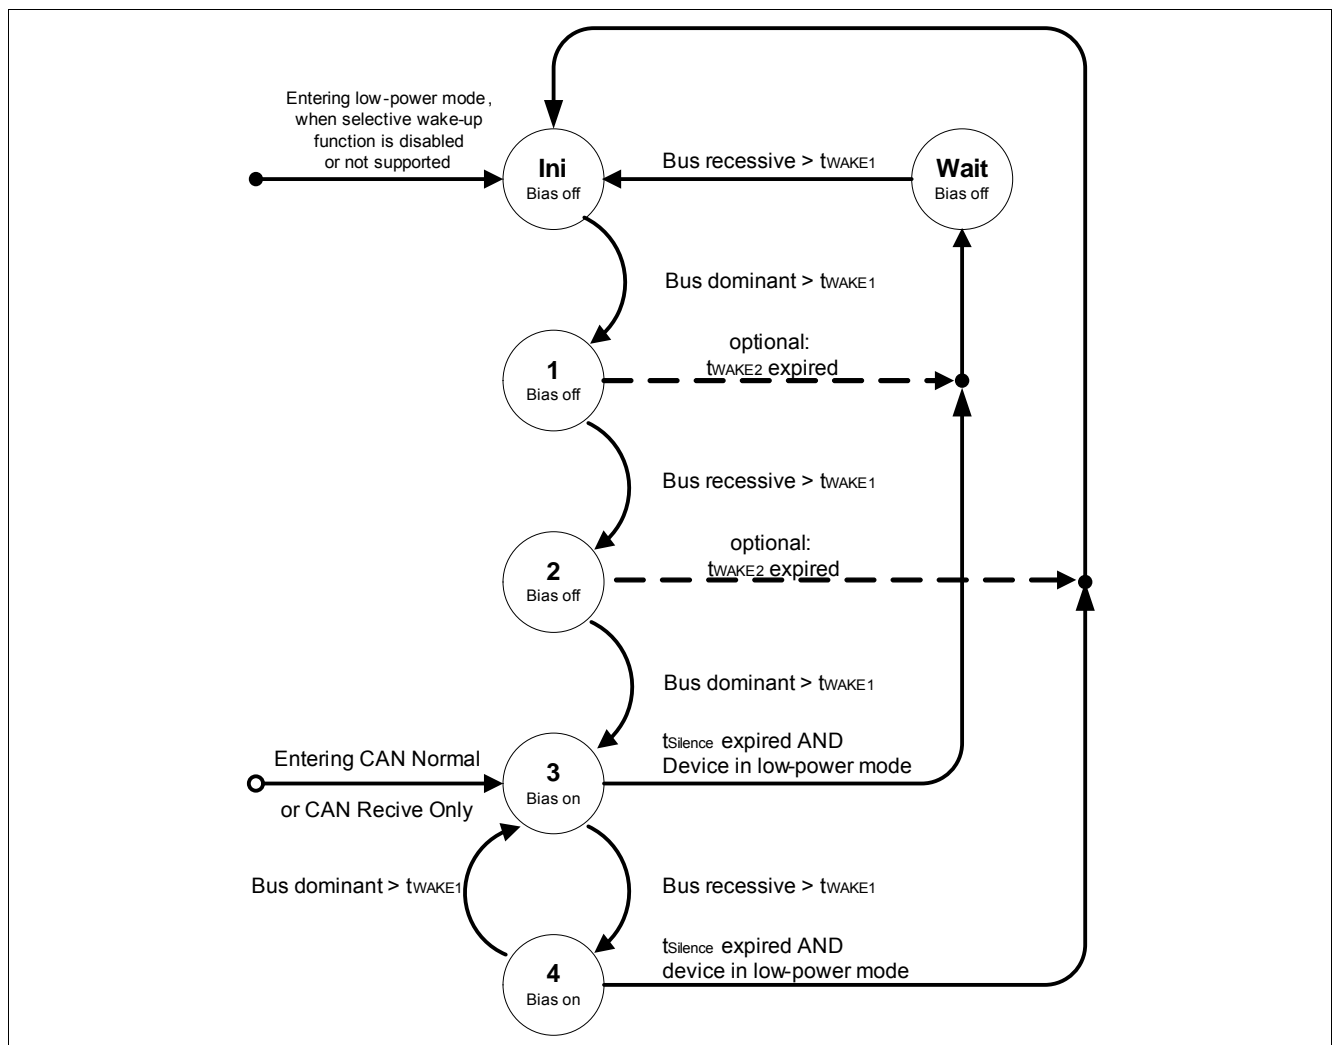 Entering low-power mode,
when selective wake-up
function is disabled
or not supported
Ini
Bias off
Bus recessive > tWAKE1
Wait
Bias off
Bus dominant > tWAKE1
optional:
tWAKE2 expired
1
Bias off
Bus recessive > tWAKE1
optional:
tWAKE2 expired
2
Bias off
Bus dominant > tWAKE1
tSilence expired AND
Device in low-power mode
Entering CAN Normal
or CAN Recive Only
3
Bias on
Bus dominant > tWAKE1
Bus recessive > tWAKE1
tSilence expired AND
device in low-power mode
4
Bias on